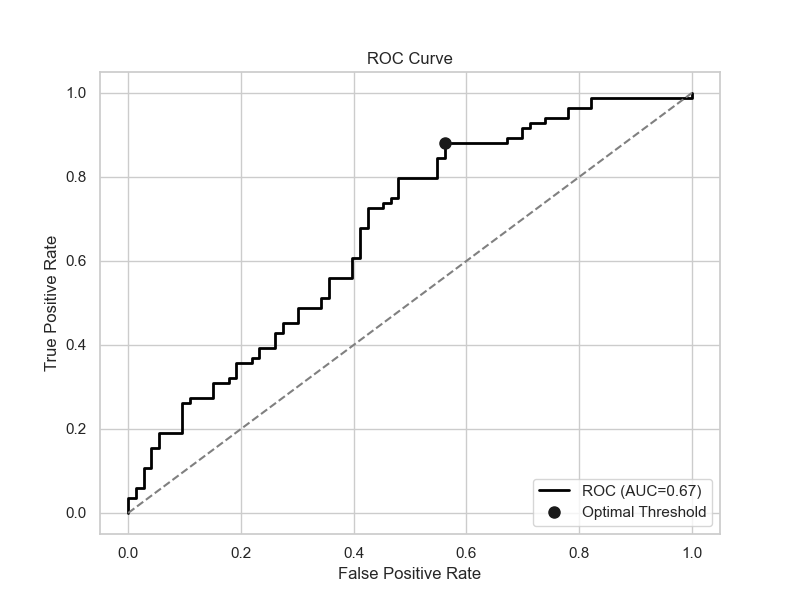 ROC Curve
True Positive Rate
1.0
0.8
0.6
0.4
0.2
0.0
ROC (AUC=0.67)
Optimal Threshold
0.0 0.2 0.4 0.6 0.8 1.0
False Positive Rate